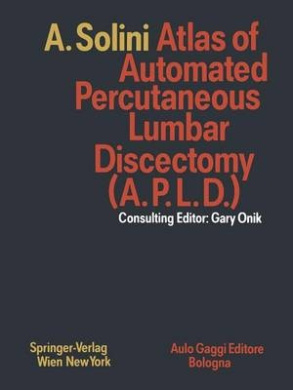 A. Solini Atlas of
Automated
Percutaneous
Lumbar
Discectomy
(A. P. L. D.)
Consulting Editor: Gary Onik
Springer-Verlag
Wien New York
Aulo Gaggi Editore
Bologna